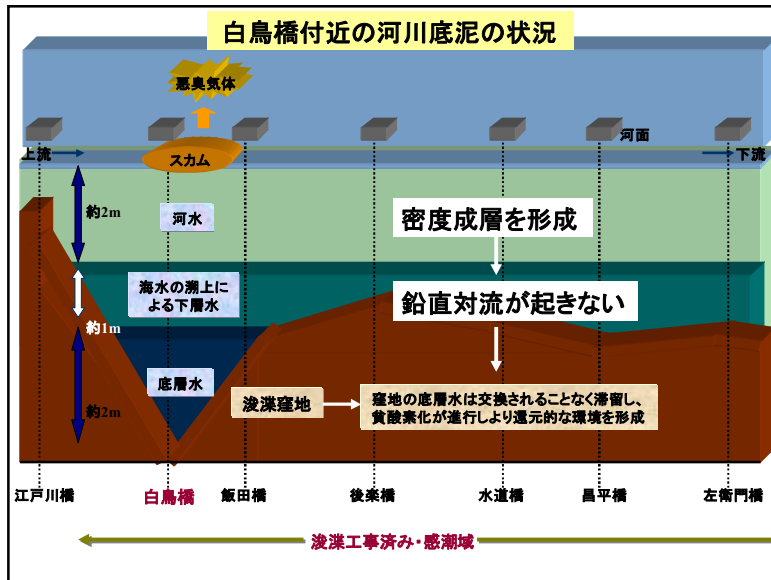 白鳥橋付近の河川底泥の状況
悪臭気体
河面
上流
スカム
下流
約2m
河水
密度成層を形成
海水の溯上に
よる下層水
鉛直対流が起きない
約1m
底層水
約2m
浚渫窪地
窪地の底層水は交換されることなく滞留し、
貧酸素化が進行しより還元的な環境を形成
江戸川橋
白鳥橋
飯田橋
後楽橋
水道橋
昌平橋
左衛門橋
浚渫工事済み・感潮域